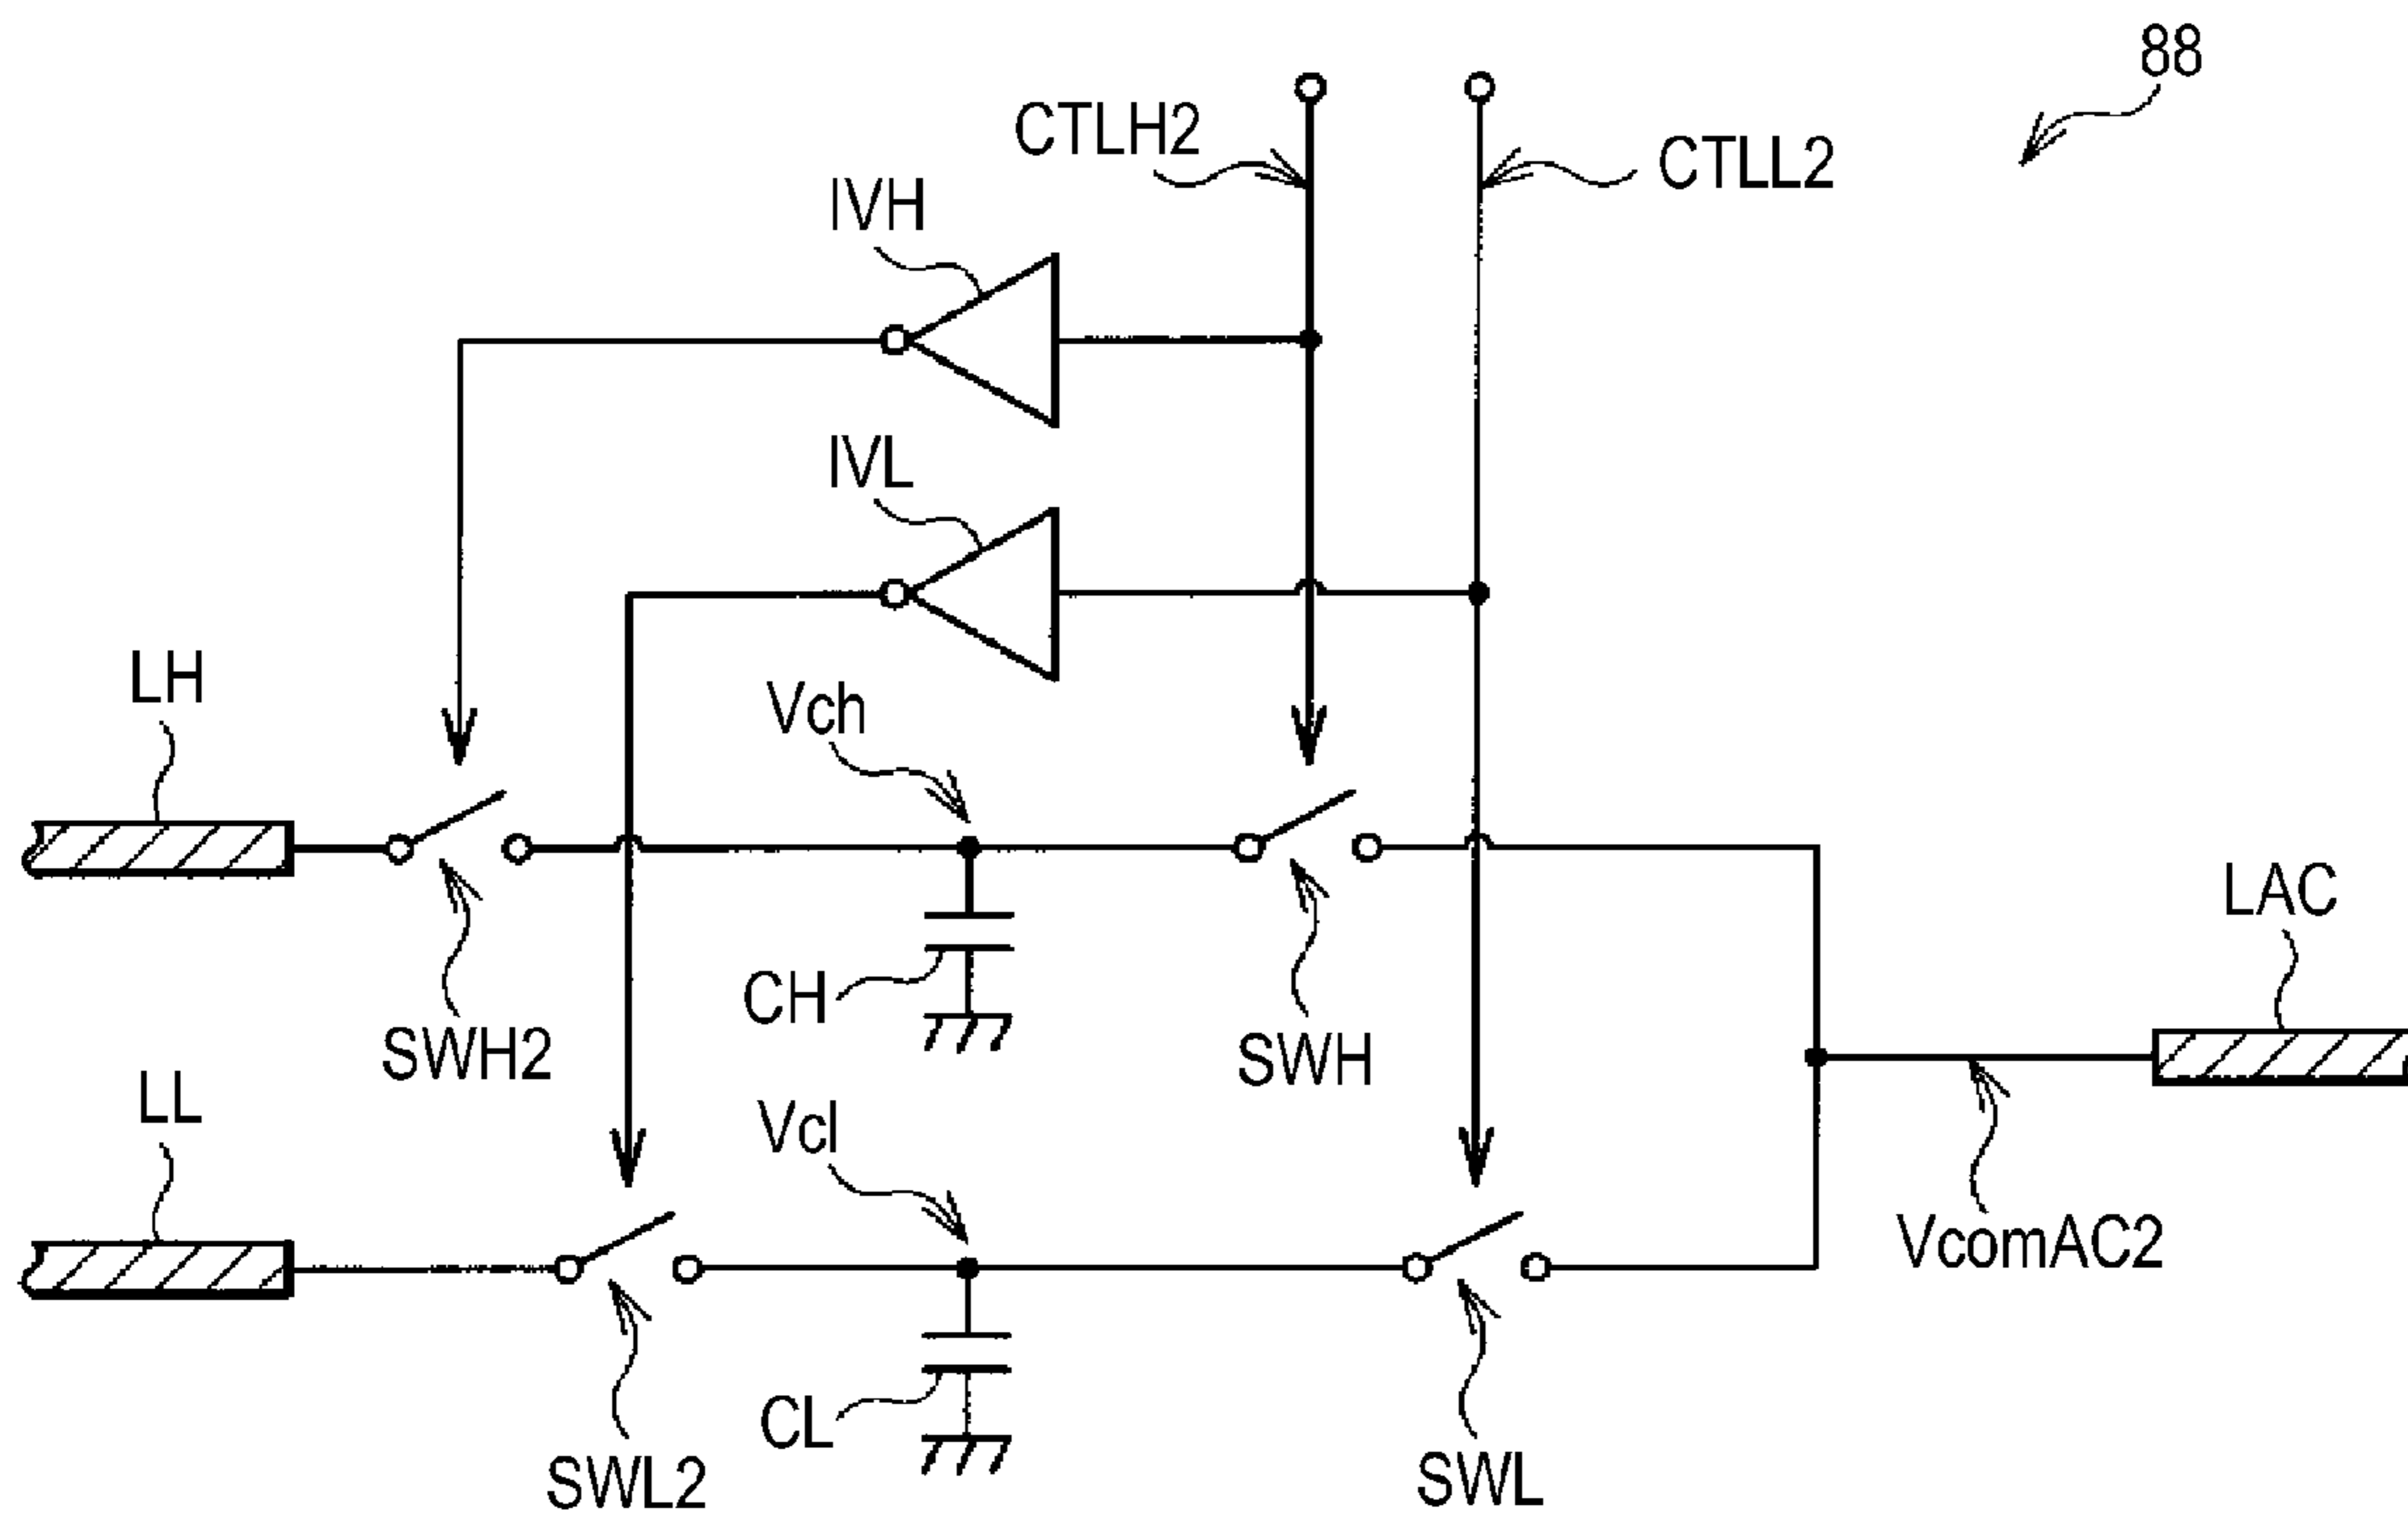 88
CTLH2
CTLL2
IVH
IVL
LH
Vch
LAC
CH
SWH2
SWH
LL
Vcl
VcomAC2
CL
SWL2
SWL